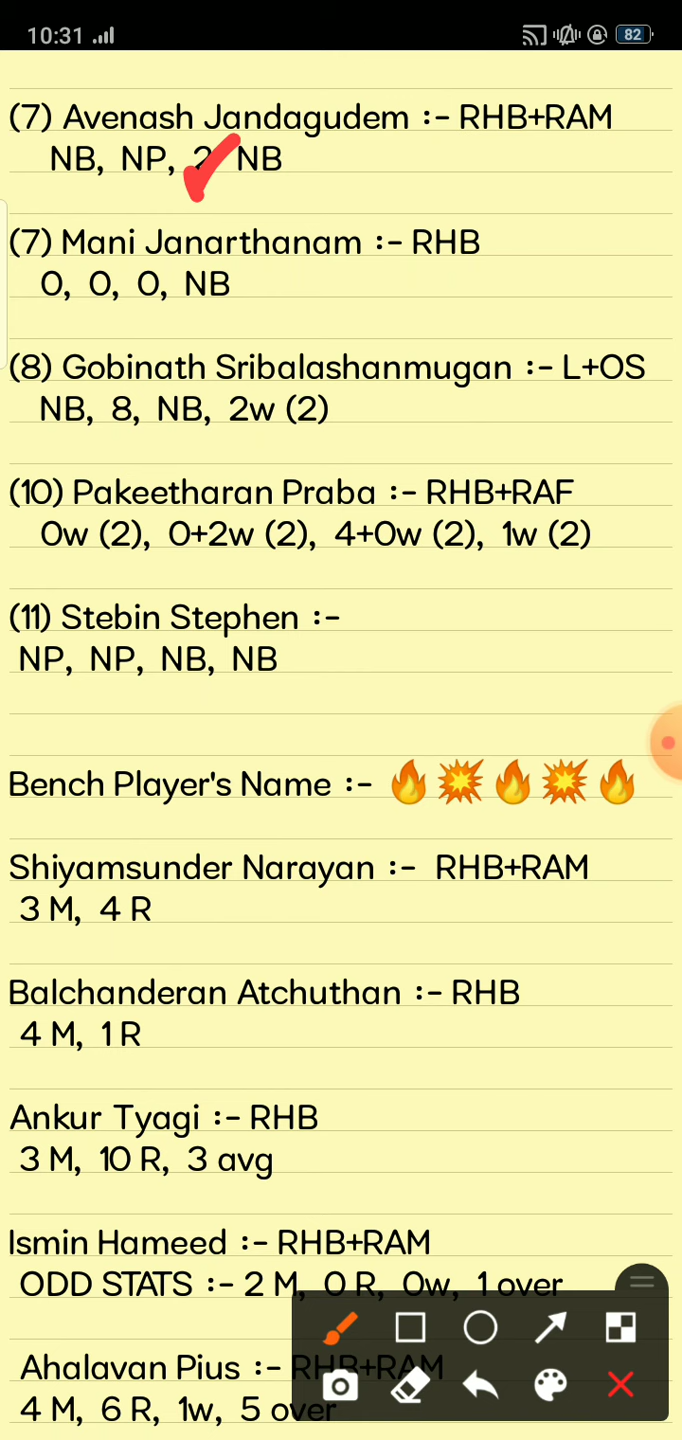 10:31
82
(7) Avenash Jandagudem :- RHB+RAM
NB, NP, 2, NB
(7) Mani Janarthanam :- RHB
0, 0, 0, NB
(8) Gobinath Sribalashanmugan :- L+OS
NB, 8, NB, 2w (2)
(10) Pakeetharan Praba :- RHB+RAF
0w (2), 0+2w (2), 4+0w (2), 1w (2)
(11) Stebin Stephen :-
NP, NP, NB, NB
Bench Player's Name :- 🔥💥🔥💥🔥
Shiyamsunder Narayan :- RHB+RAM
3 M, 4 R
Balchanderan Atchuthan :- RHB
4 M, 1 R
Ankur Tyagi :- RHB
3 M, 10 R, 3 avg
Ismin Hameed :- RHB+RAM
ODD STATS :- 2 M, 0 R, 0w, 1 over
Ahalavan Pius :- RHB+RAM
4 M, 6 R, 1w, 5 over